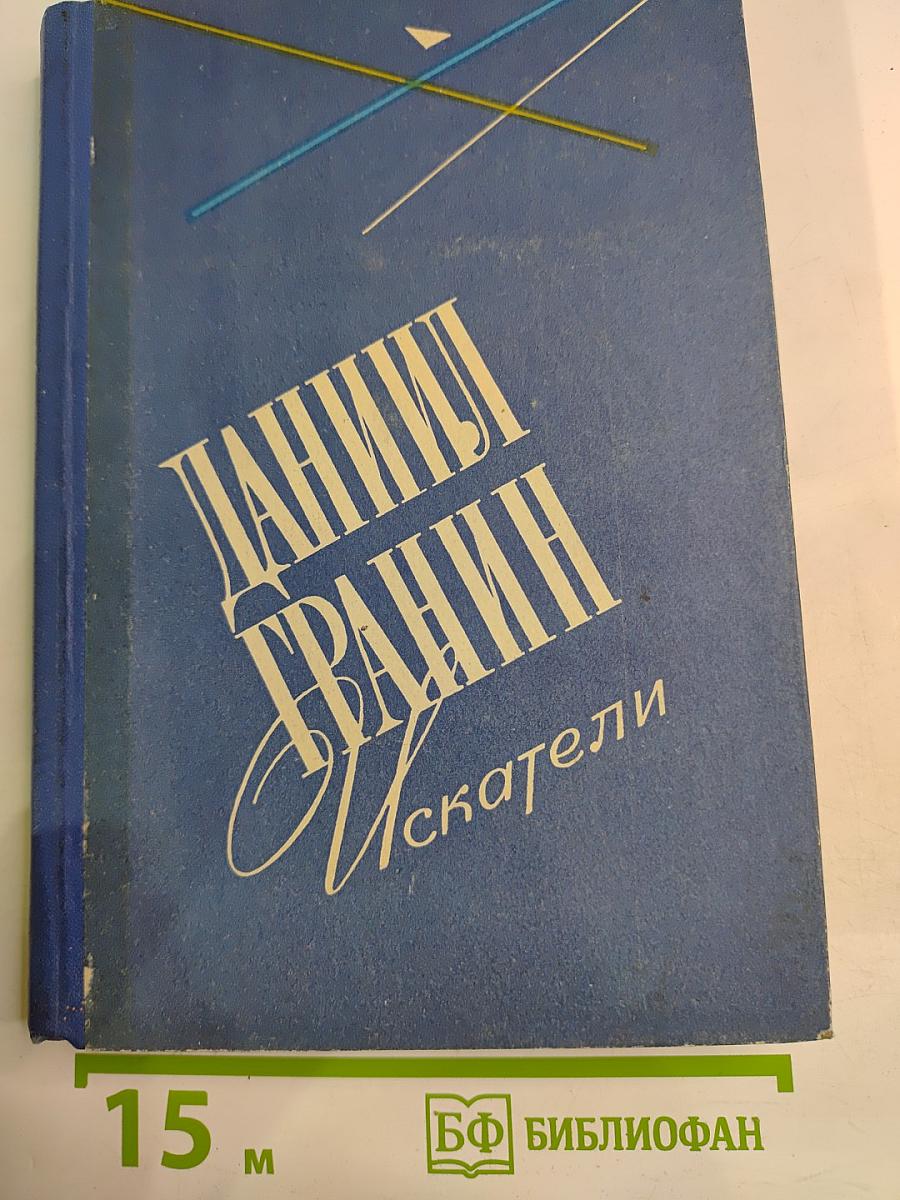 ДАНИИЛ
ГРАНИН
Искатели
15 м
БФ БИБЛИОФАН